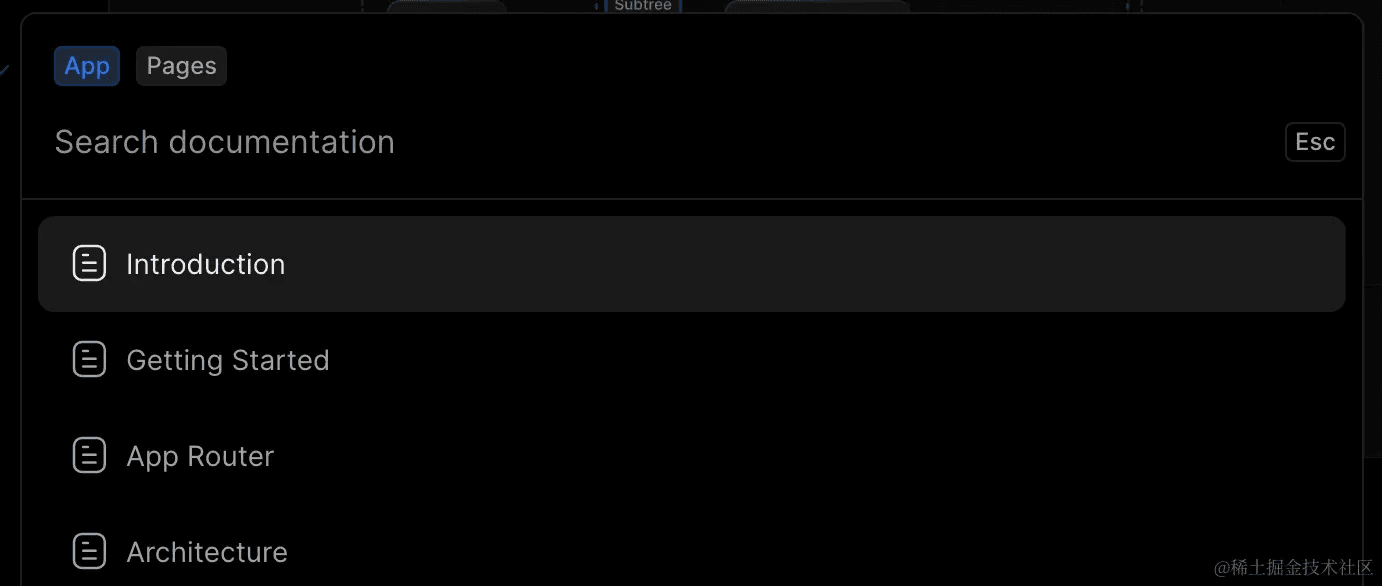 Subtree
App Pages
Search documentation Esc
Introduction
Getting Started
App Router
Architecture
@稀土掘金技术社区